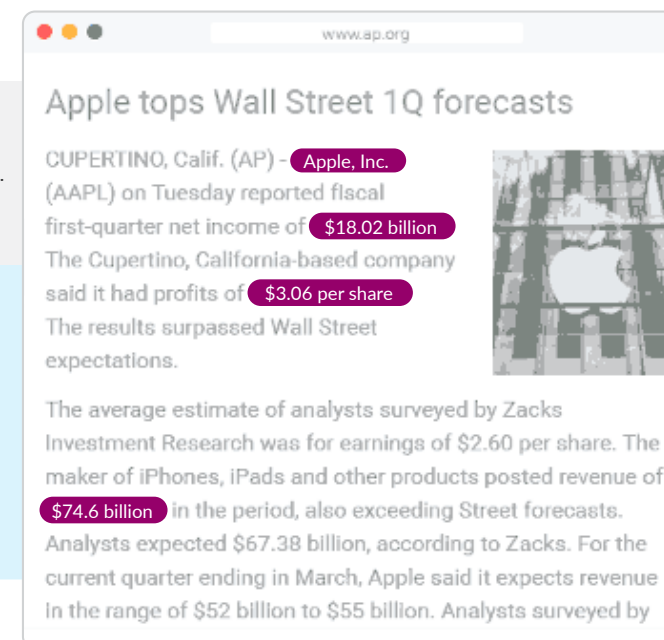 www.ap.org
Apple tops Wall Street 1Q forecasts
CUPERTINO, Calif. (AP) - Apple, Inc.
(AAPL) on Tuesday reported fiscal
first-quarter net income of $18.02 billion
The Cupertino, California-based company
said it had profits of $3.06 per share
The results surpassed Wall Street
expectations.
The average estimate of analysts surveyed by Zacks
Investment Research was for earnings of $2.60 per share. The
maker of iPhones, iPads and other products posted revenue of
$74.6 billion in the period, also exceeding Street forecasts.
Analysts expected $67.38 billion, according to Zacks. For the
current quarter ending in March, Apple said it expects revenue
in the range of $52 billion to $55 billion. Analysts surveyed by